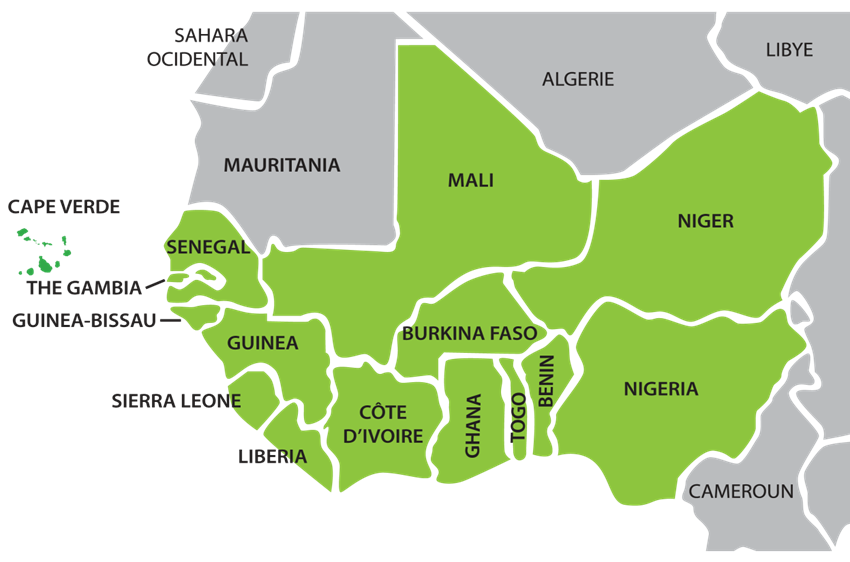 SAHARA
OCIDENTAL
LIBYE
ALGERIE
MAURITANIA
MALI
CAPE VERDE
NIGER
SENEGAL
THE GAMBIA
GUINEA-BISSAU
BURKINA FASO
GUINEA
BENIN
NIGERIA
SIERRA LEONE
CÔTE
D'IVOIRE
GHANA
TOGO
LIBERIA
CAMEROUN